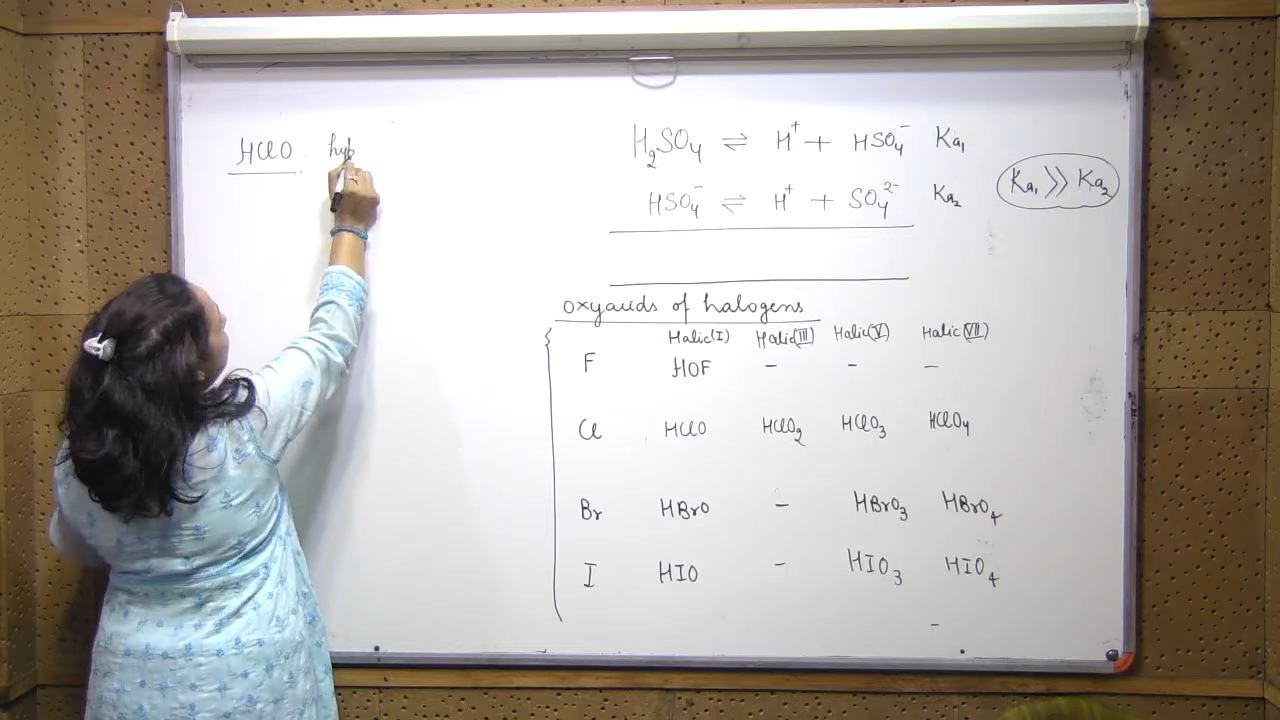 HClO hyp
H₂SO₄ ⇌ H⁺ + HSO₄⁻ Ka₁
HSO₄⁻ ⇌ H⁺ + SO₄²⁻ Ka₂
Ka₁ >> Ka₂
oxyacids of halogens
Halic(I) Halic(III) Halic(V) Halic(VII)
F HOF - - -
Cl HClO HClO₂ HClO₃ HClO₄
Br HBrO - HBrO₃ HBrO₄
I HIO - HIO₃ HIO₄
-